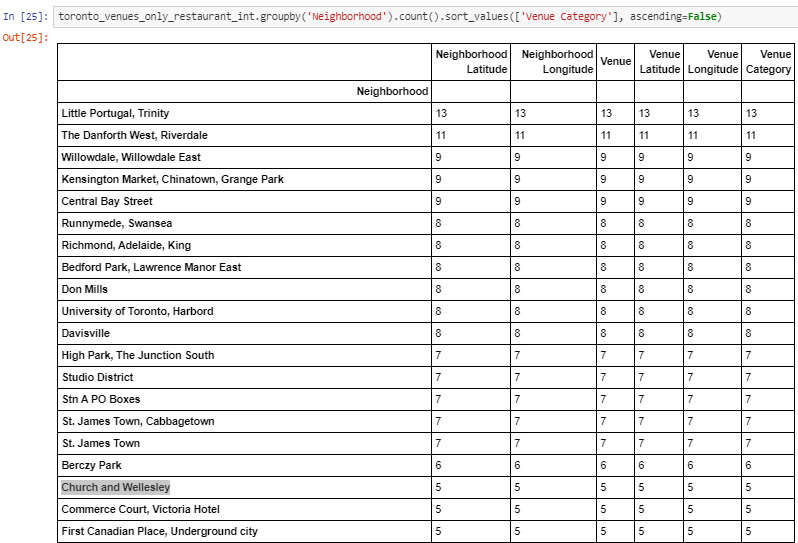 In [25]: toronto_venues_only_restaurant_int.groupby('Neighborhood').count().sort_values(['Venue Category'], ascending=False)
Out[25]:
Neighborhood Latitude Neighborhood Longitude Venue Venue Latitude Venue Longitude Venue Category
Neighborhood
Little Portugal, Trinity 13 13 13 13 13 13
The Danforth West, Riverdale 11 11 11 11 11 11
Willowdale, Willowdale East 9 9 9 9 9 9
Kensington Market, Chinatown, Grange Park 9 9 9 9 9 9
Central Bay Street 9 9 9 9 9 9
Runnymede, Swansea 8 8 8 8 8 8
Richmond, Adelaide, King 8 8 8 8 8 8
Bedford Park, Lawrence Manor East 8 8 8 8 8 8
Don Mills 8 8 8 8 8 8
University of Toronto, Harbord 8 8 8 8 8 8
Davisville 8 8 8 8 8 8
High Park, The Junction South 7 7 7 7 7 7
Studio District 7 7 7 7 7 7
Stn A PO Boxes 7 7 7 7 7 7
St. James Town, Cabbagetown 7 7 7 7 7 7
St. James Town 7 7 7 7 7 7
Berczy Park 6 6 6 6 6 6
Church and Wellesley 5 5 5 5 5 5
Commerce Court, Victoria Hotel 5 5 5 5 5 5
First Canadian Place, Underground city 5 5 5 5 5 5